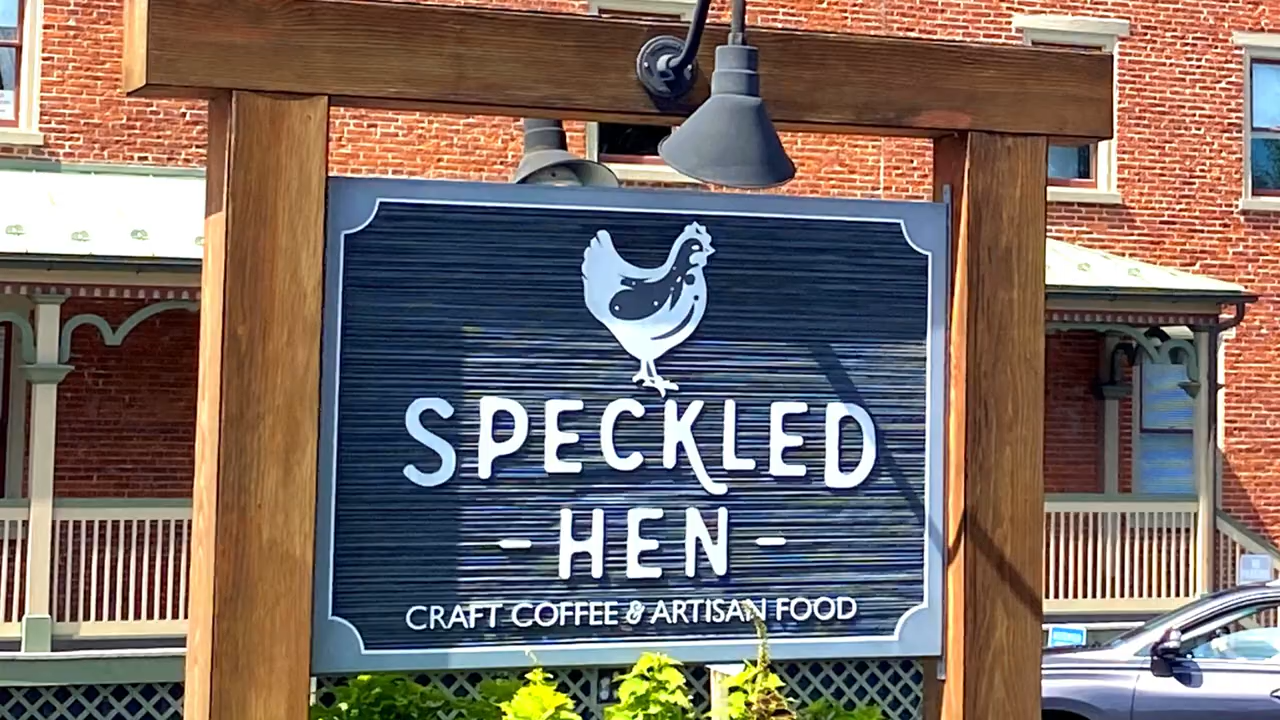 SPECKLED
- HEN -
CRAFT COFFEE & ARTISAN FOOD